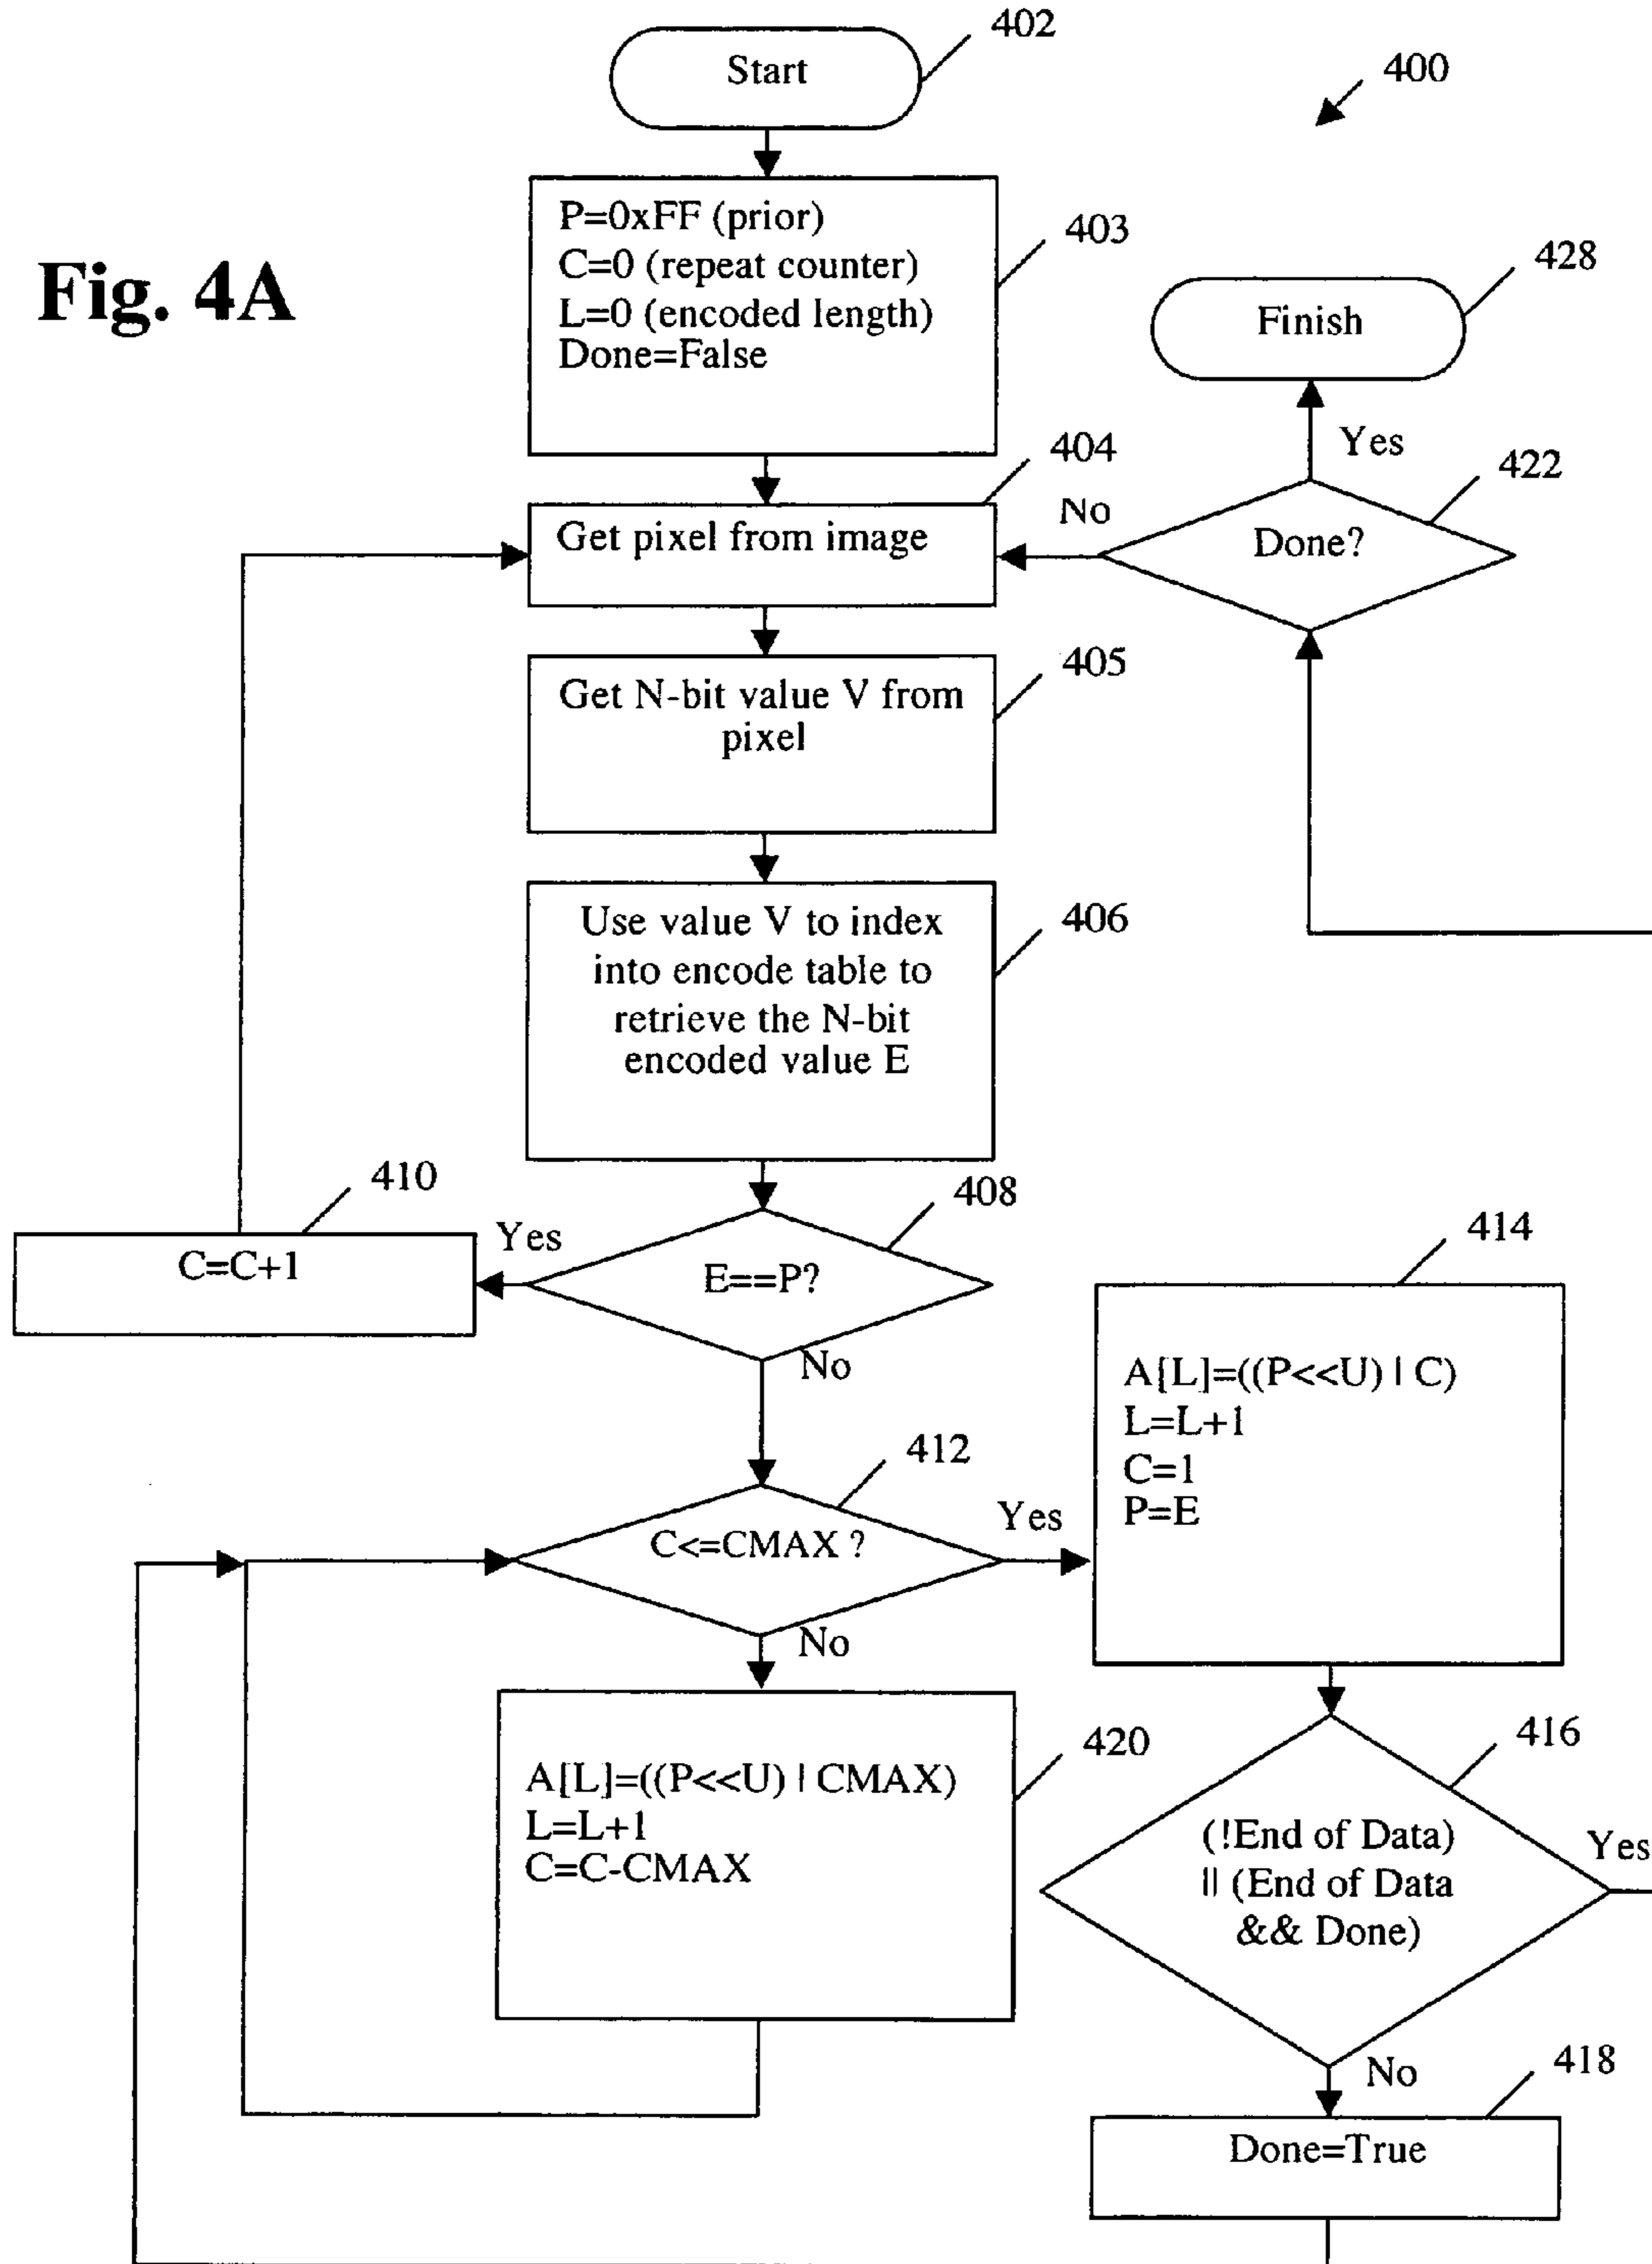 Fig. 4A
400
402
Start
403
P=0xFF (prior)
C=0 (repeat counter)
L=0 (encoded length)
Done=False
428
Finish
Yes
404
Get pixel from image
No
422
Done?
405
Get N-bit value V from
pixel
406
Use value V to index
into encode table to
retrieve the N-bit
encoded value E
408
E==P?
Yes
410
C=C+1
No
412
C<=CMAX ?
Yes
414
A[L]=((P<<U) | C)
L=L+1
C=1
P=E
No
420
A[L]=((P<<U) | CMAX)
L=L+1
C=C-CMAX
416
(!End of Data)
|| (End of Data
&& Done)
Yes
No
418
Done=True